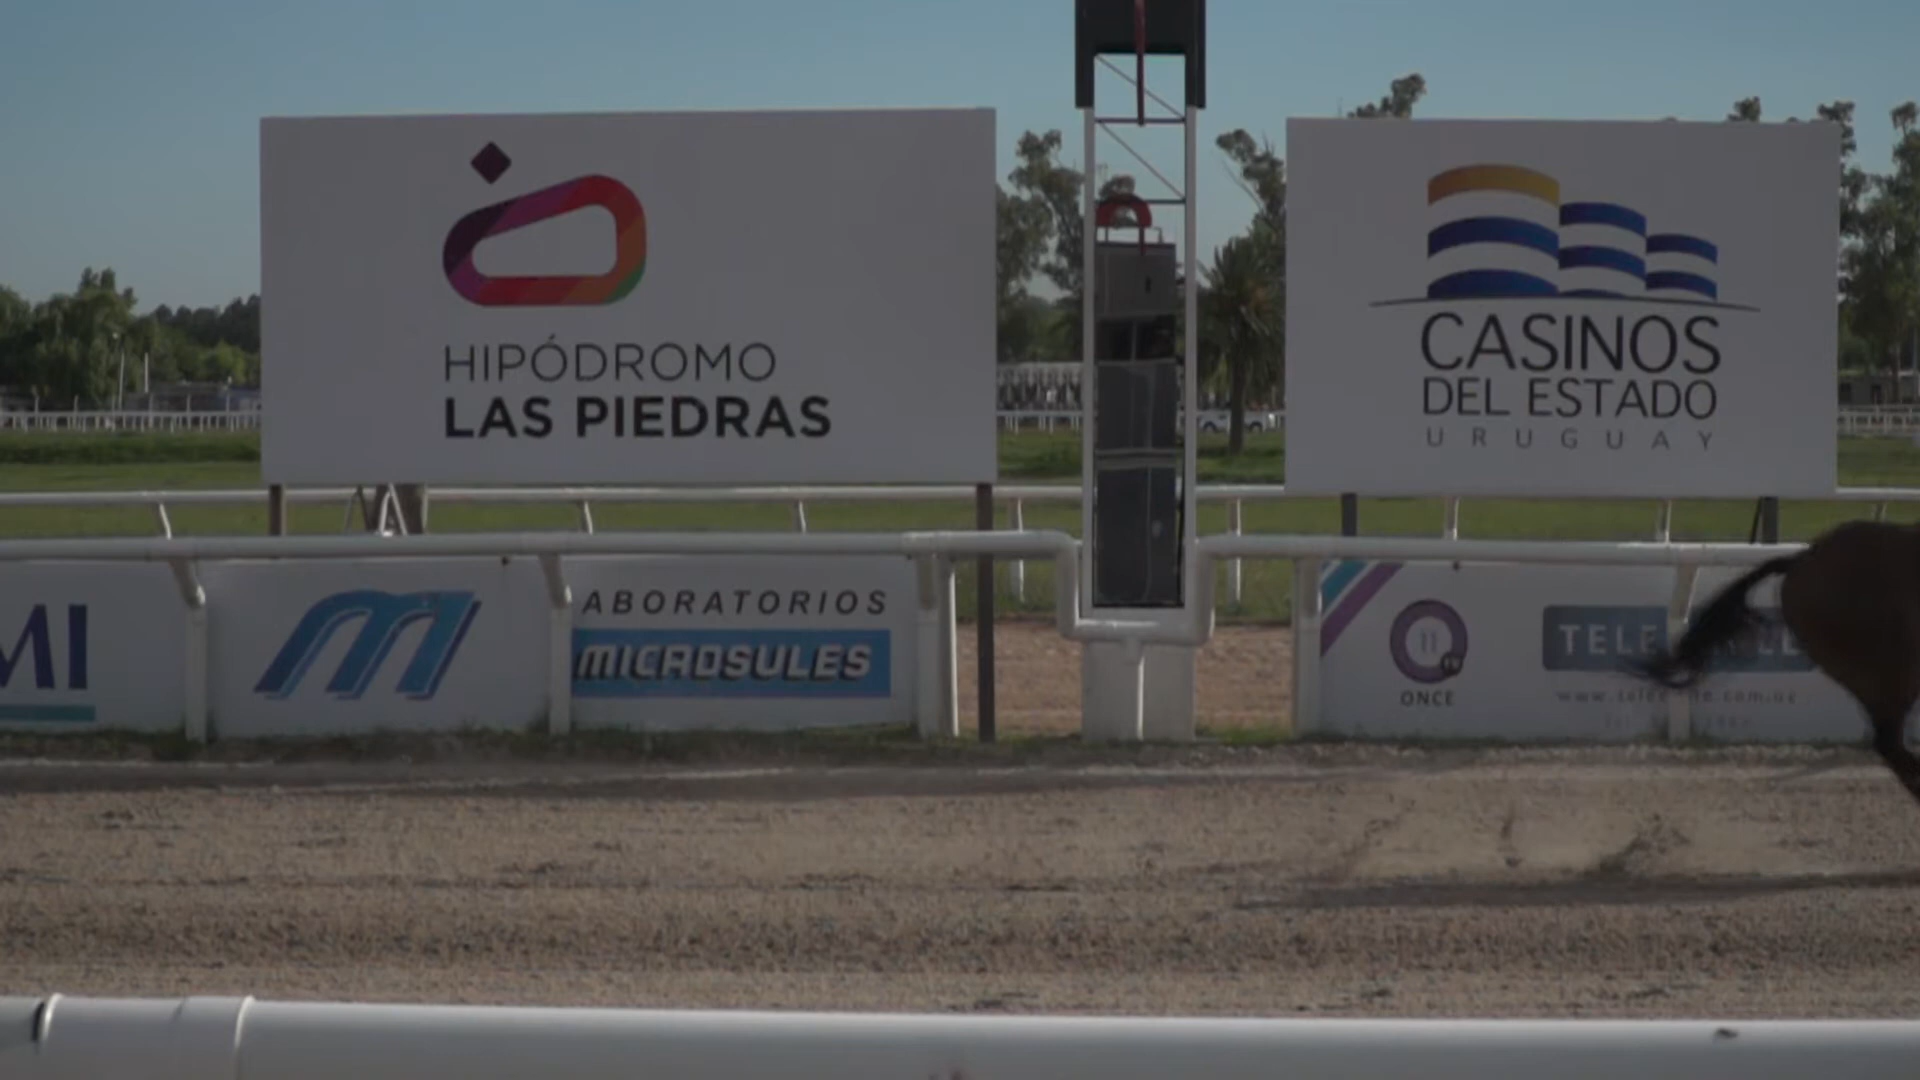 HIPÓDROMO
LAS PIEDRAS
CASINOS
DEL ESTADO
URUGUAY
MI
ABORATORIOS
MICROSULES
ONCE
TELE